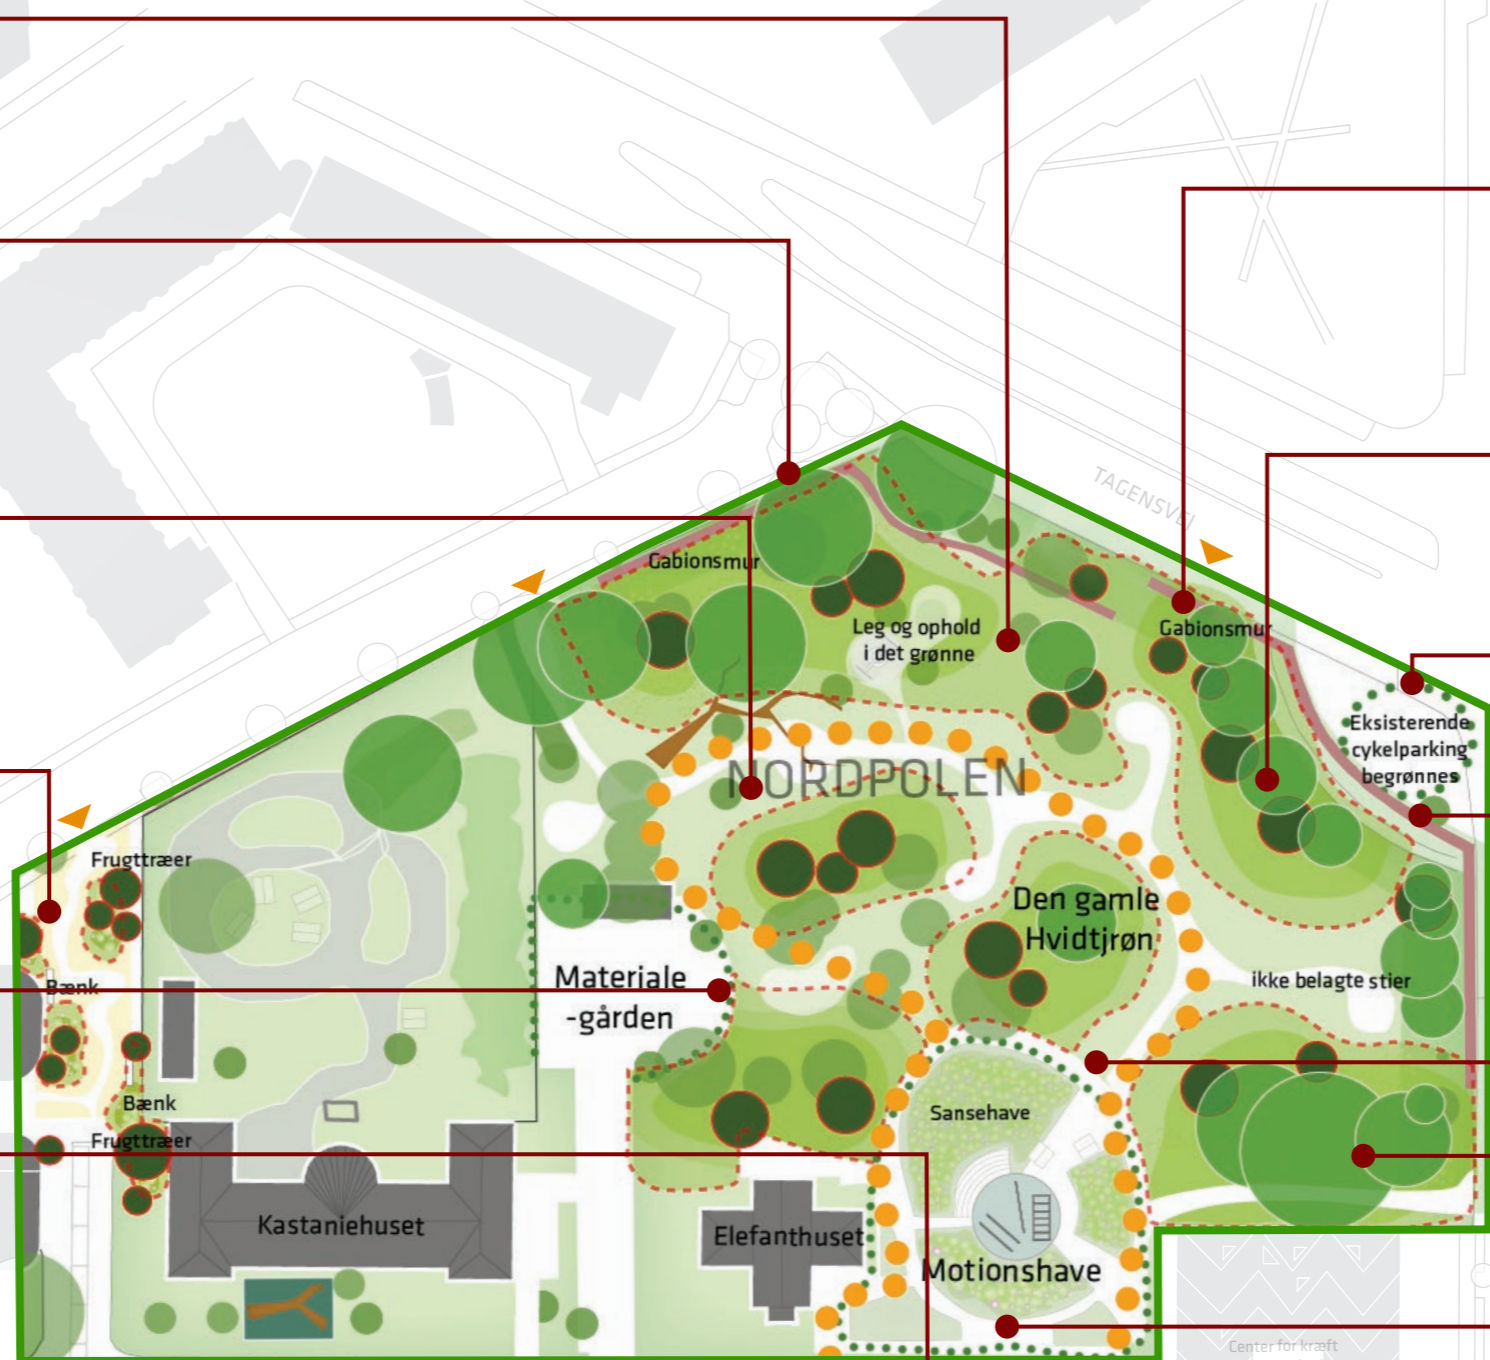 TAGENSVEJ
Gabionsmur
Leg og ophold
i det grønne
Gabionsmur
Eksisterende
cykelparking
begrønnes
NORDPOLEN
Frugttræer
Den gamle
Hvidtjrøn
Materiale
-gården
ikke belagte stier
Bænk
Bænk
Sansehave
Frugttræer
Kastaniehuset
Elefanthuset
Motionshave
Center for kræft